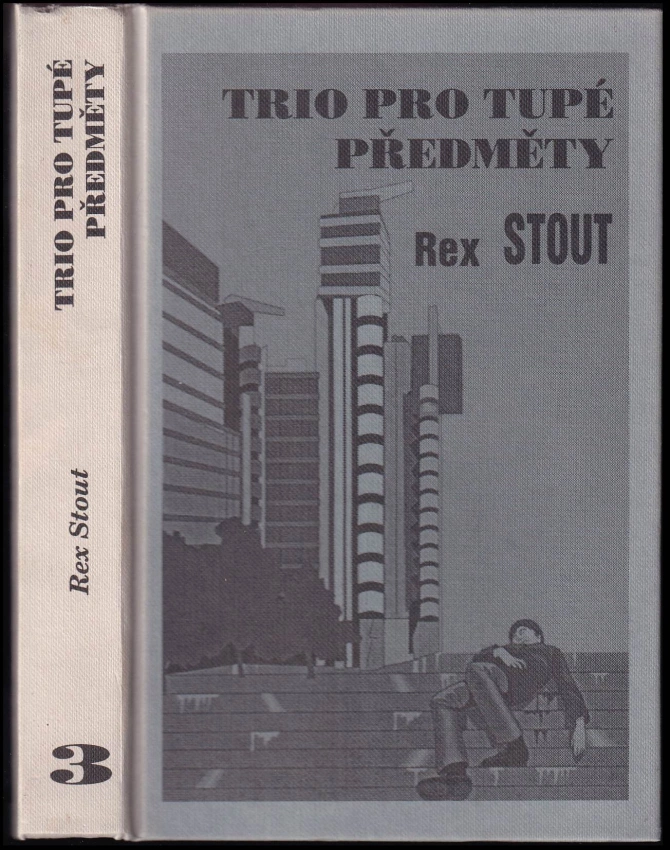 TRIO PRO TUPÉ
PŘEDMĚTY
Rex Stout
3
TRIO PRO TUPÉ
PŘEDMĚTY
Rex STOUT